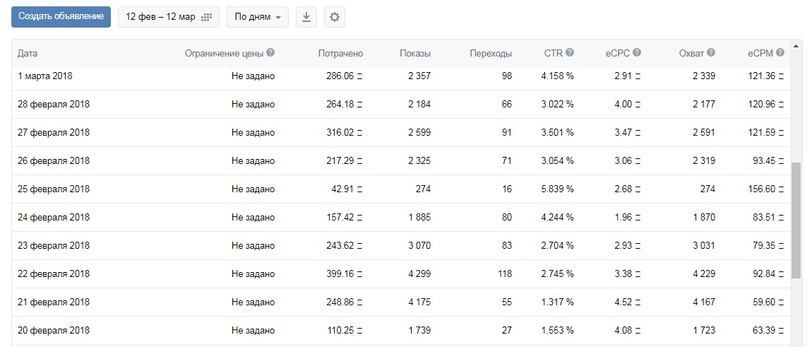 Создать объявление 12 фев – 12 мар По дням
Дата Ограничение цены Потрачено Показы Переходы CTR eCPC Охват eCPM
1 марта 2018 Не задано 286.06 2 357 98 4.158 % 2.91 2 339 121.36
28 февраля 2018 Не задано 264.18 2 184 66 3.022 % 4.00 2 177 120.96
27 февраля 2018 Не задано 316.02 2 599 91 3.501 % 3.47 2 591 121.59
26 февраля 2018 Не задано 217.29 2 325 71 3.054 % 3.06 2 319 93.45
25 февраля 2018 Не задано 42.91 274 16 5.839 % 2.68 274 156.60
24 февраля 2018 Не задано 157.42 1 885 80 4.244 % 1.96 1 870 83.51
23 февраля 2018 Не задано 243.62 3 070 83 2.704 % 2.93 3 031 79.35
22 февраля 2018 Не задано 399.16 4 299 118 2.745 % 3.38 4 229 92.84
21 февраля 2018 Не задано 248.86 4 175 55 1.317 % 4.52 4 167 59.60
20 февраля 2018 Не задано 110.25 1 739 27 1.553 % 4.08 1 723 63.39